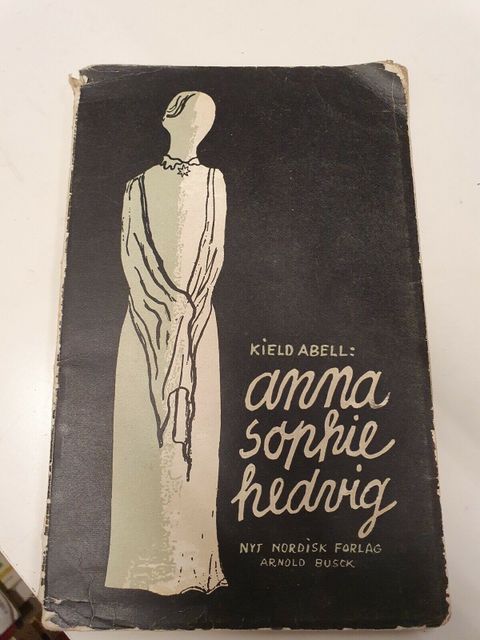 KIELD ABELL:
anna
sophie
hedvig
NYT NORDISK FORLAG
ARNOLD BUSCK